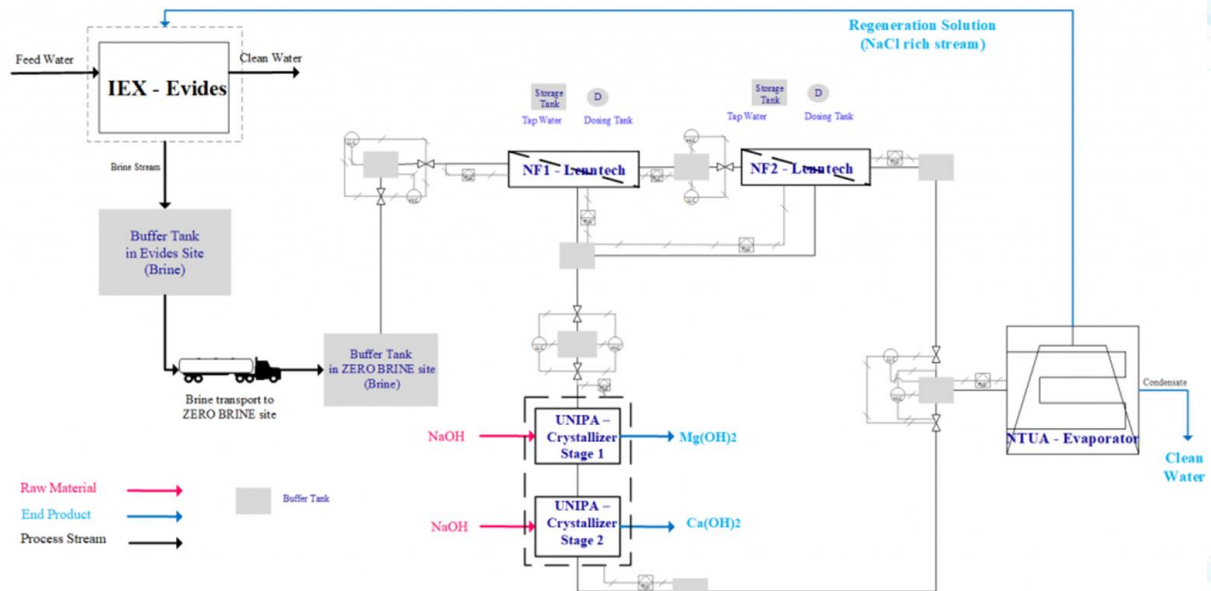 Regeneration Solution
(NaCl rich stream)
Feed Water
Clean Water
IEX - Evides
Storage
Tank
D
Tap Water
Dosing Tank
Storage
Tank
D
Tap Water
Dosing Tank
Brine Stream
NF1 - Lenntech
NF2 - Lenntech
Buffer Tank
in Evides Site
(Brine)
Buffer Tank
in ZERO BRINE site
(Brine)
Brine transport to
ZERO BRINE site
Condensate
NTUA - Evaporator
Clean
Water
NaOH
UNIPA –
Crystallizer
Stage 1
Mg(OH)2
NaOH
UNIPA –
Crystallizer
Stage 2
Ca(OH)2
Raw Material
End Product
Process Stream
Buffer Tank